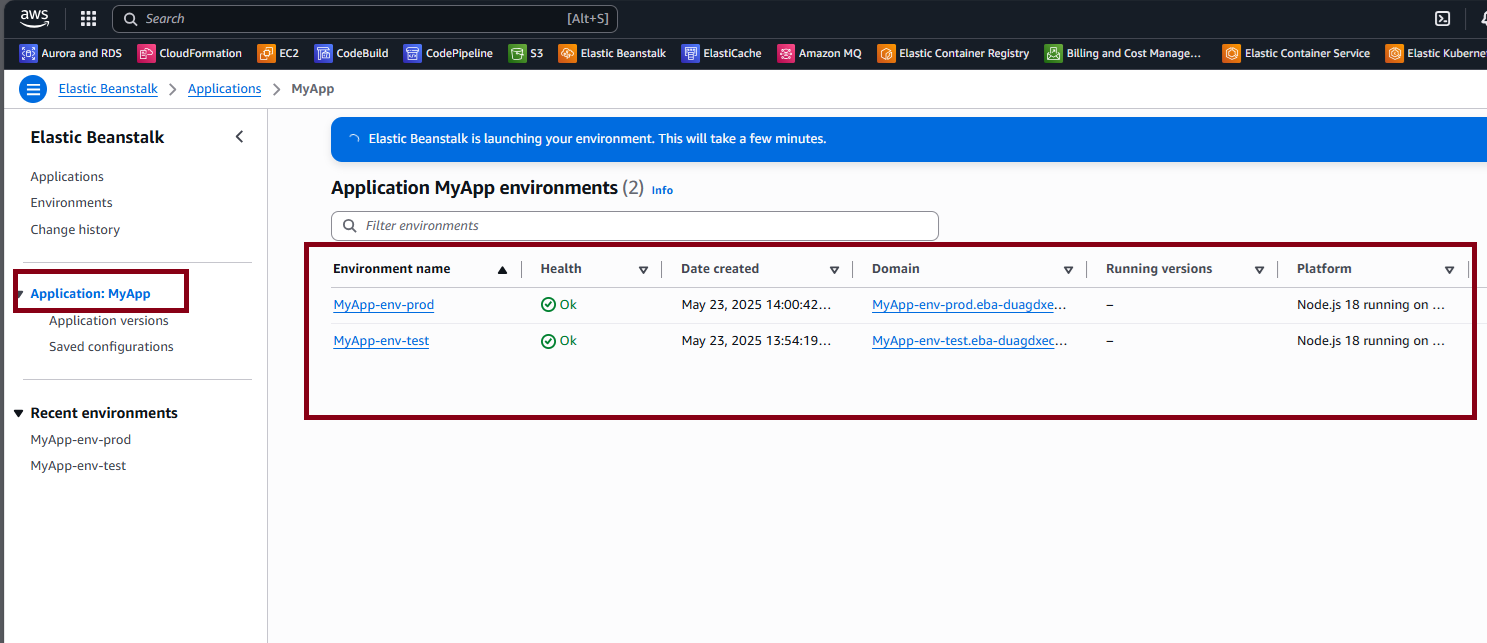 aws Search [Alt+S]
Aurora and RDS CloudFormation EC2 CodeBuild CodePipeline S3 Elastic Beanstalk ElastiCache Amazon MQ Elastic Container Registry Billing and Cost Manage... Elastic Container Service Elastic Kuberne
Elastic Beanstalk > Applications > MyApp
Elastic Beanstalk
Applications
Environments
Change history
Application: MyApp
Application versions
Saved configurations
Recent environments
MyApp-env-prod
MyApp-env-test
Elastic Beanstalk is launching your environment. This will take a few minutes.
Application MyApp environments (2) Info
Filter environments
Environment name Health Date created Domain Running versions Platform
MyApp-env-prod Ok May 23, 2025 14:00:42... MyApp-env-prod.eba-duagdxe... – Node.js 18 running on ...
MyApp-env-test Ok May 23, 2025 13:54:19... MyApp-env-test.eba-duagdxec... – Node.js 18 running on ...